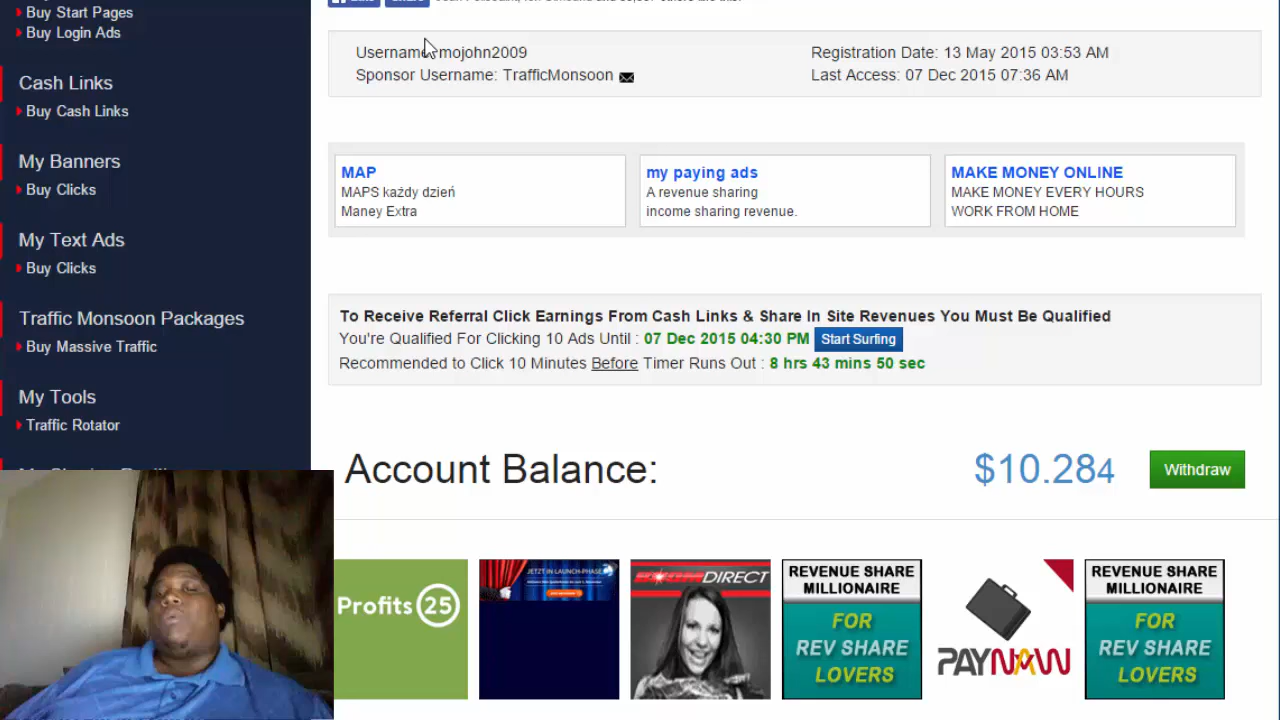 Buy Start Pages
Buy Login Ads
Cash Links
Buy Cash Links
My Banners
Buy Clicks
My Text Ads
Buy Clicks
Traffic Monsoon Packages
Buy Massive Traffic
My Tools
Traffic Rotator
Username: mojohn2009
Sponsor Username: TrafficMonsoon
Registration Date: 13 May 2015 03:53 AM
Last Access: 07 Dec 2015 07:36 AM
MAP
MAPS każdy dzień
Maney Extra
my paying ads
A revenue sharing
income sharing revenue.
MAKE MONEY ONLINE
MAKE MONEY EVERY HOURS
WORK FROM HOME
To Receive Referral Click Earnings From Cash Links & Share In Site Revenues You Must Be Qualified
You're Qualified For Clicking 10 Ads Until : 07 Dec 2015 04:30 PM Start Surfing
Recommended to Click 10 Minutes Before Timer Runs Out : 8 hrs 43 mins 50 sec
Account Balance: $10.284 Withdraw
Profits 25
JETZT IN LAUNCH-PHASE
DIRECT
REVENUE SHARE
MILLIONAIRE
FOR
REV SHARE
LOVERS
PAYNAW
REVENUE SHARE
MILLIONAIRE
FOR
REV SHARE
LOVERS